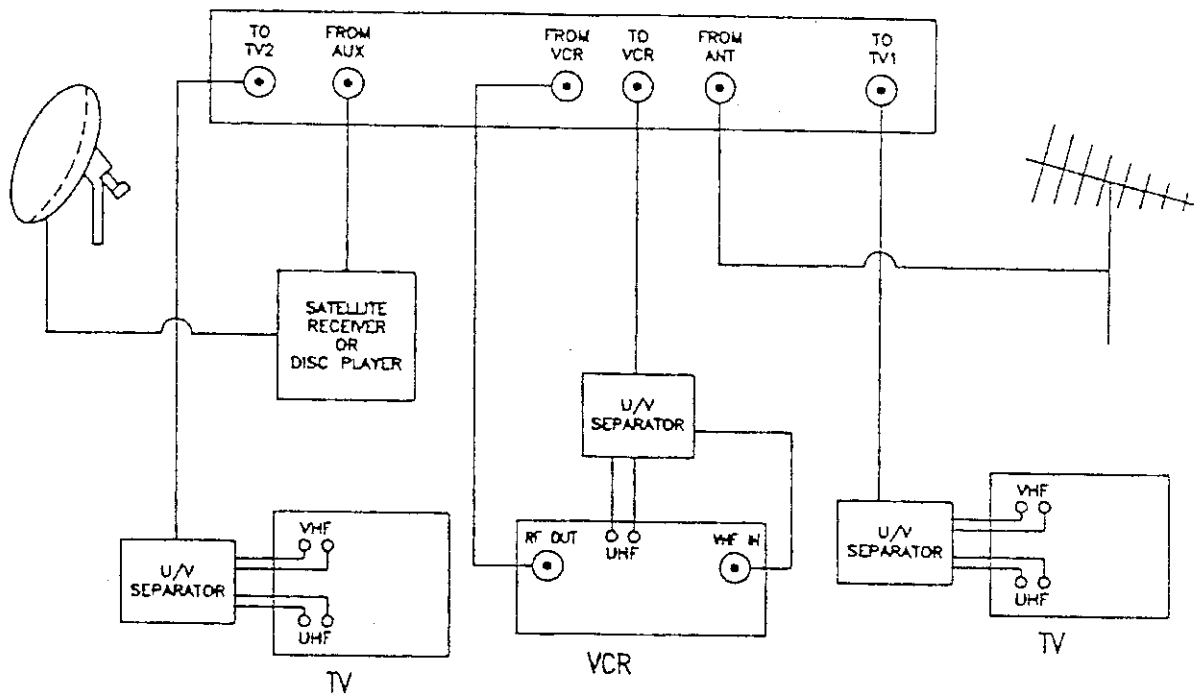 TO
TV2
FROM
AUX
FROM
VCR
TO
VCR
FROM
ANT
TO
TV1
SATELLITE
RECEIVER
OR
DISC PLAYER
U/V
SEPARATOR
U/V
SEPARATOR
VHF
UHF
TV
RF OUT
UHF
VHF IN
VCR
U/V
SEPARATOR
VHF
UHF
TV